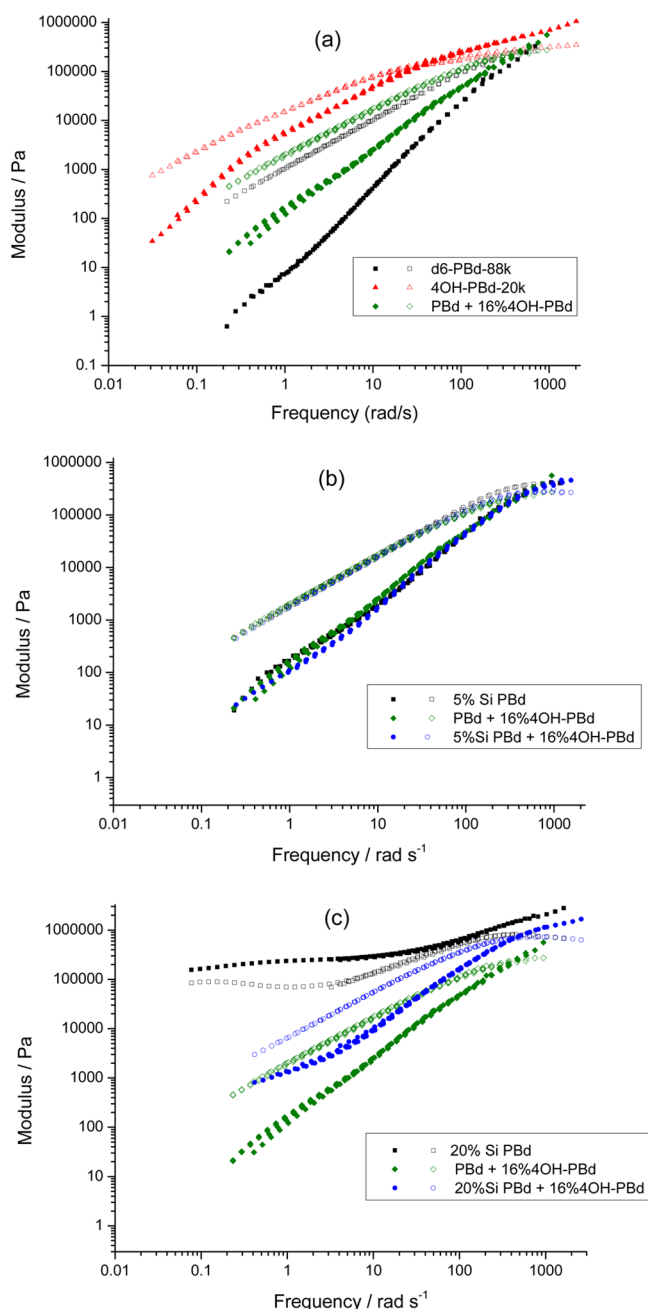 1000000
(a)
100000
10000
1000
100
10
1
0.1
Modulus / Pa
d6-PBd-88k
4OH-PBd-20k
PBd + 16%4OH-PBd
0.01 0.1 1 10 100 1000
Frequency (rad/s)
(b)
1000000
100000
10000
1000
100
10
1
Modulus / Pa
5% Si PBd
PBd + 16%4OH-PBd
5%Si PBd + 16%4OH-PBd
0.01 0.1 1 10 100 1000
Frequency / rad s⁻¹
(c)
1000000
100000
10000
1000
100
10
1
Modulus / Pa
20% Si PBd
PBd + 16%4OH-PBd
20%Si PBd + 16%4OH-PBd
0.01 0.1 1 10 100 1000
Frequency / rad s⁻¹